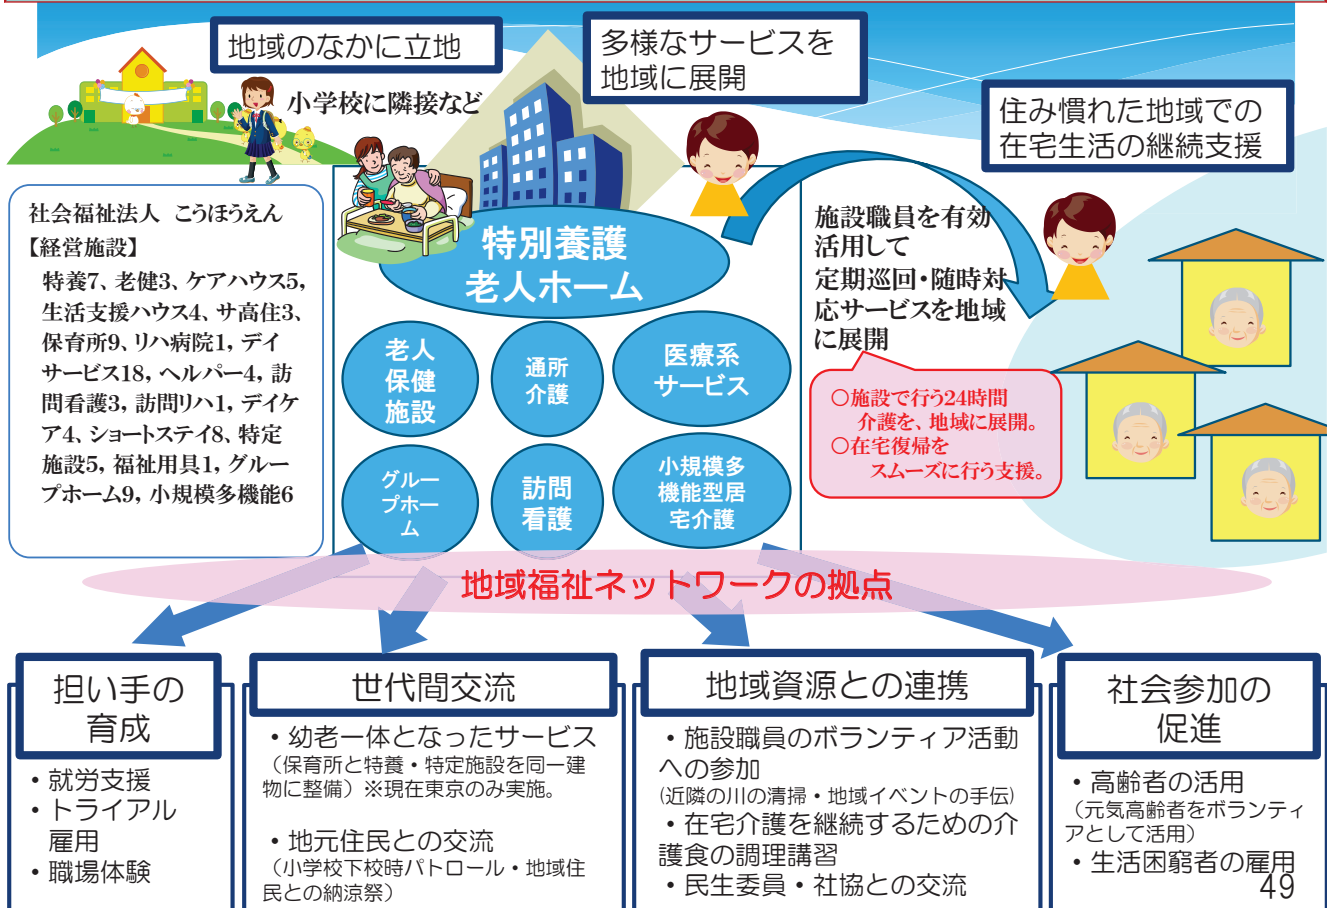 地域のなかに立地
小学校に隣接など
多様なサービスを
地域に展開
住み慣れた地域での
在宅生活の継続支援
社会福祉法人 こうほうえん
【経営施設】
特養7、老健3、ケアハウス5,
生活支援ハウス4、サ高住3、
保育所9、リハ病院1, デイ
サービス18, ヘルパー4, 訪
問看護3, 訪問リハ1, デイケ
ア4、ショートステイ8、特定
施設5, 福祉用具1, グルー
プホーム9, 小規模多機能6
特別養護
老人ホーム
老人
保健
施設
通所
介護
医療系
サービス
グルー
プホー
ム
訪問
看護
小規模多
機能型居
宅介護
施設職員を有効
活用して
定期巡回・随時対
応サービスを地域
に展開
○施設で行う24時間
介護を、地域に展開。
○在宅復帰を
スムーズに行う支援。
地域福祉ネットワークの拠点
担い手の
育成
・就労支援
・トライアル
雇用
・職場体験
世代間交流
・幼老一体となったサービス
（保育所と特養・特定施設を同一建
物に整備）※現在東京のみ実施。
・地元住民との交流
（小学校下校時パトロール・地域住
民との納涼祭）
地域資源との連携
・施設職員のボランティア活動
への参加
(近隣の川の清掃・地域イベントの手伝)
・在宅介護を継続するための介
護食の調理講習
・民生委員・社協との交流
社会参加の
促進
・高齢者の活用
（元気高齢者をボランティ
アとして活用）
・生活困窮者の雇用
49